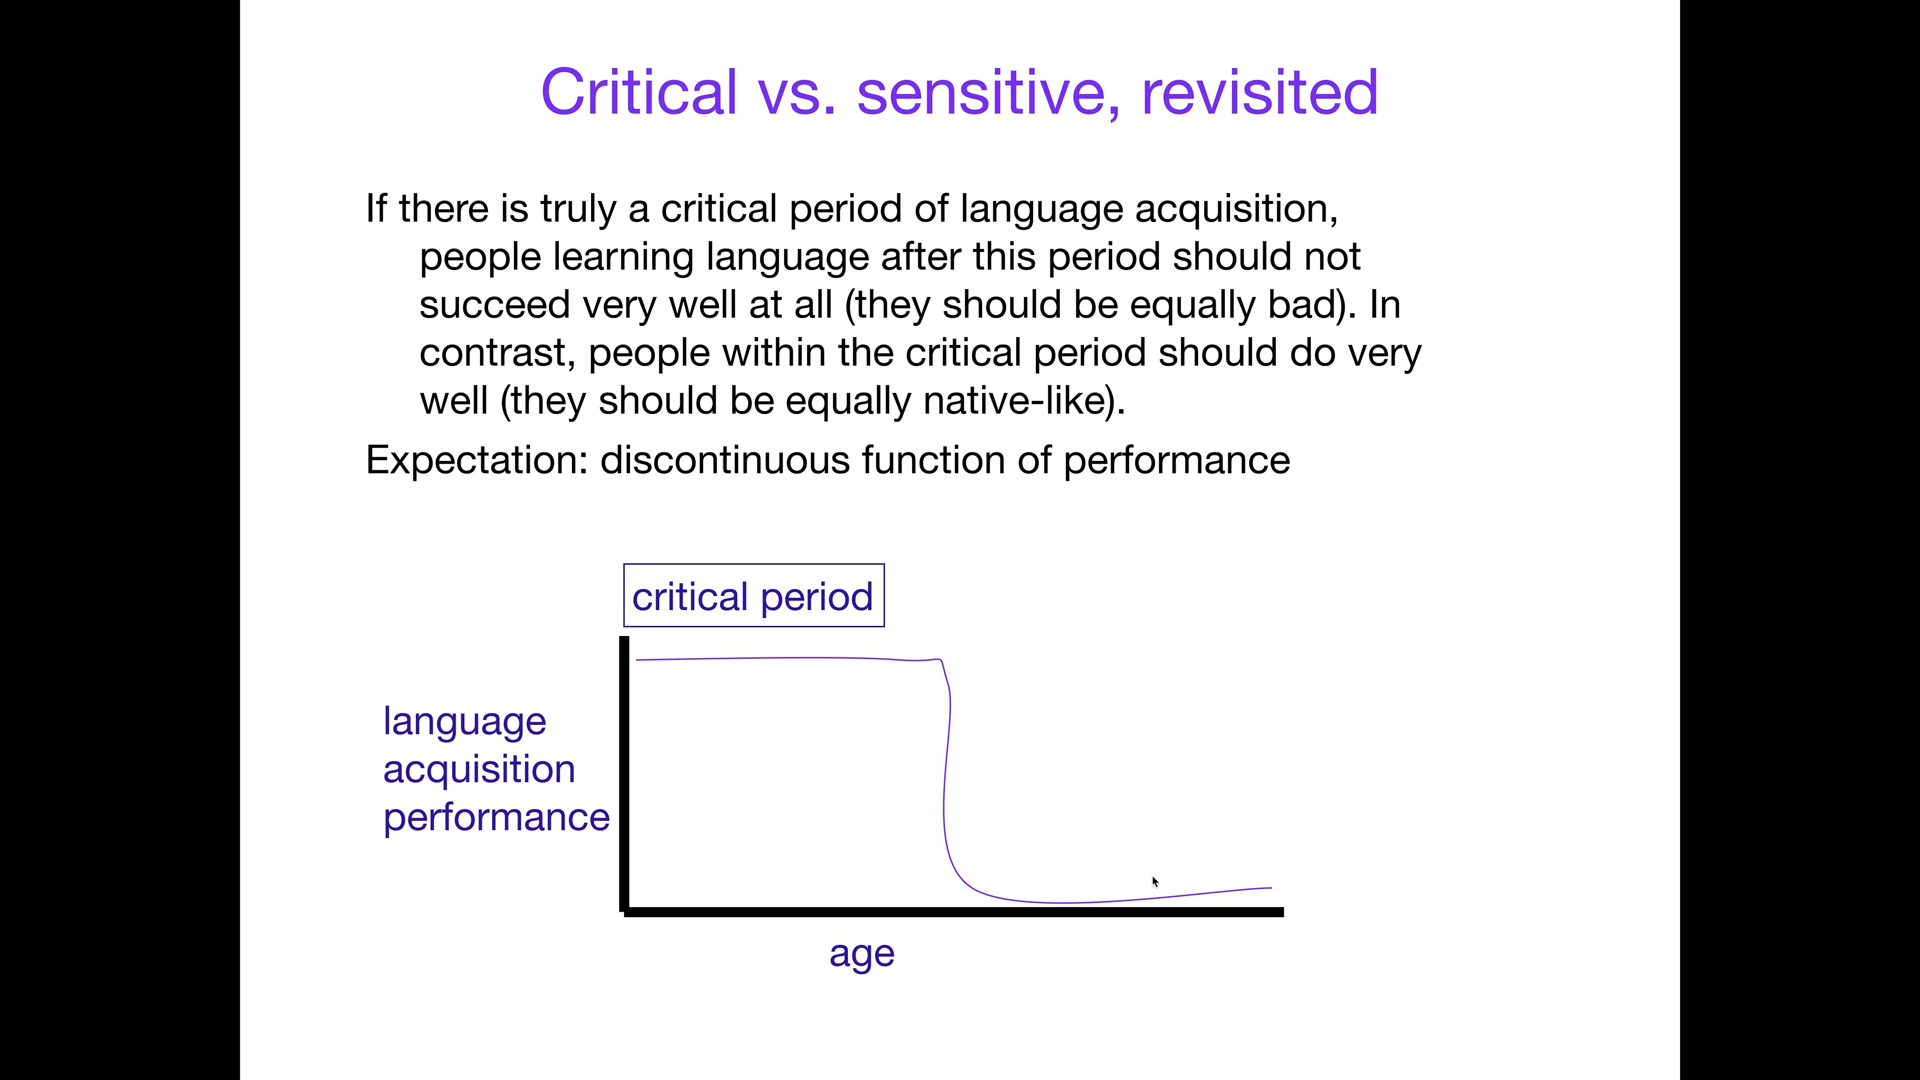 Critical vs. sensitive, revisited
If there is truly a critical period of language acquisition,
people learning language after this period should not
succeed very well at all (they should be equally bad). In
contrast, people within the critical period should do very
well (they should be equally native-like).
Expectation: discontinuous function of performance
critical period
language
acquisition
performance
age